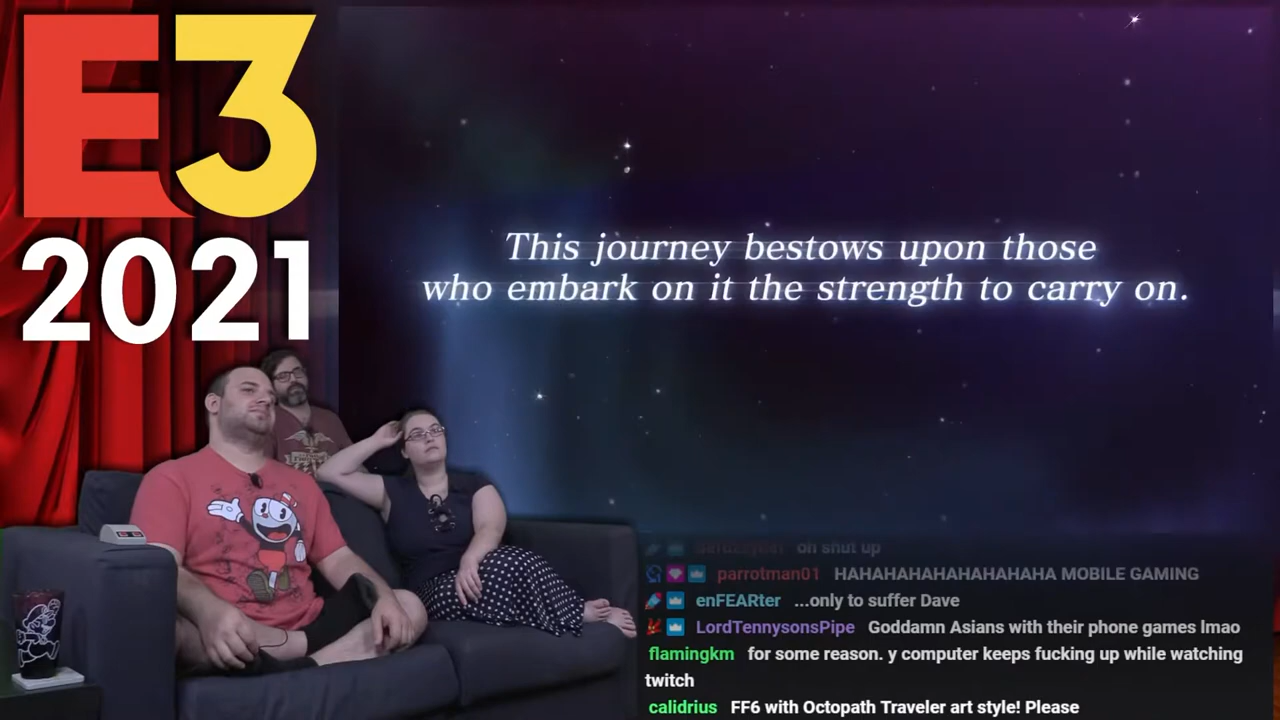 E3
2021
This journey bestows upon those
who embark on it the strength to carry on.
oh shut up
parrotman01 HAHAHAHAHAHAHAHAHA MOBILE GAMING
enFEARter ...only to suffer Dave
LordTennysonsPipe Goddamn Asians with their phone games lmao
flamingkm for some reason. y computer keeps fucking up while watching
twitch
calidrius FF6 with Octopath Traveler art style! Please